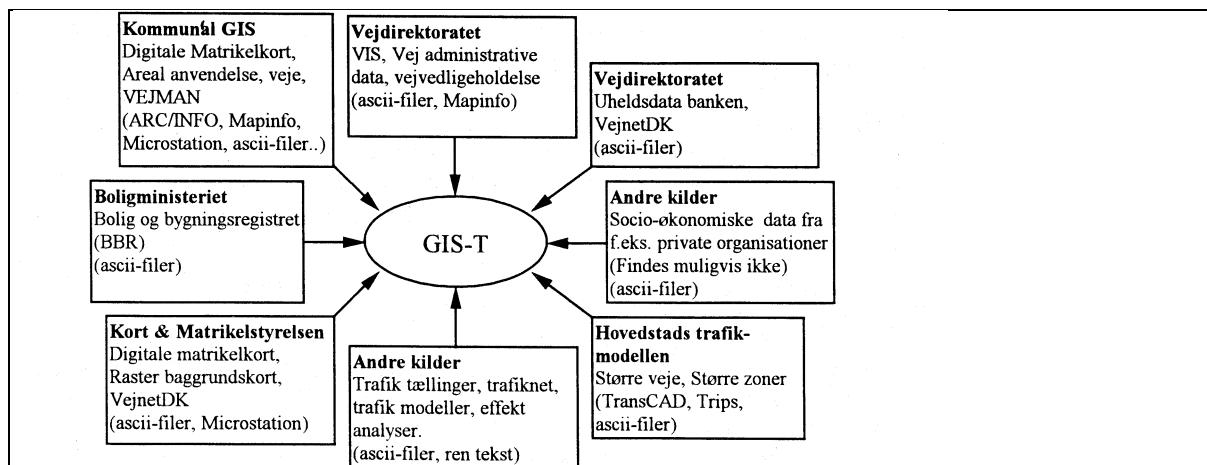 Kommunal GIS
Digitale Matrikelkort,
Areal anvendelse, veje,
VEJMAN
(ARC/INFO, Mapinfo,
Microstation, ascii-filer..)
Vejdirektoratet
VIS, Vej administrative
data, vejvedligeholdelse
(ascii-filer, Mapinfo)
Vejdirektoratet
Uheldsdata banken,
VejnetDK
(ascii-filer)
Boligministeriet
Bolig og bygningsregistret
(BBR)
(ascii-filer)
GIS-T
Andre kilder
Socio-økonomiske data fra
f.eks. private organisationer
(Findes muligvis ikke)
(ascii-filer)
Kort & Matrikelstyrelsen
Digitale matrikelkort,
Raster baggrundskort,
VejnetDK
(ascii-filer, Microstation)
Andre kilder
Trafik tællinger, trafiknet,
trafik modeller, effekt
analyser.
(ascii-filer, ren tekst)
Hovedstads trafik-
modellen
Større veje, Større zoner
(TransCAD, Trips,
ascii-filer)